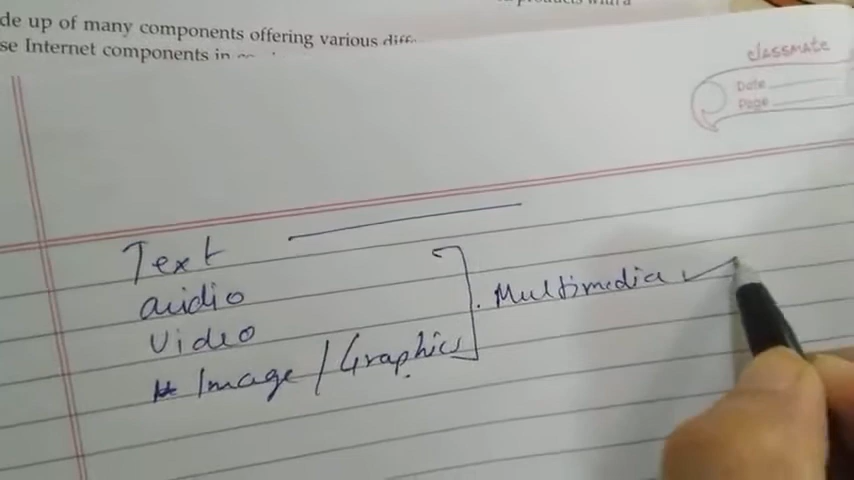 de up of many components offering various diff
se Internet components in
classmate
Date
Page
Text
audio
Video
Image / Graphics
Multimedia